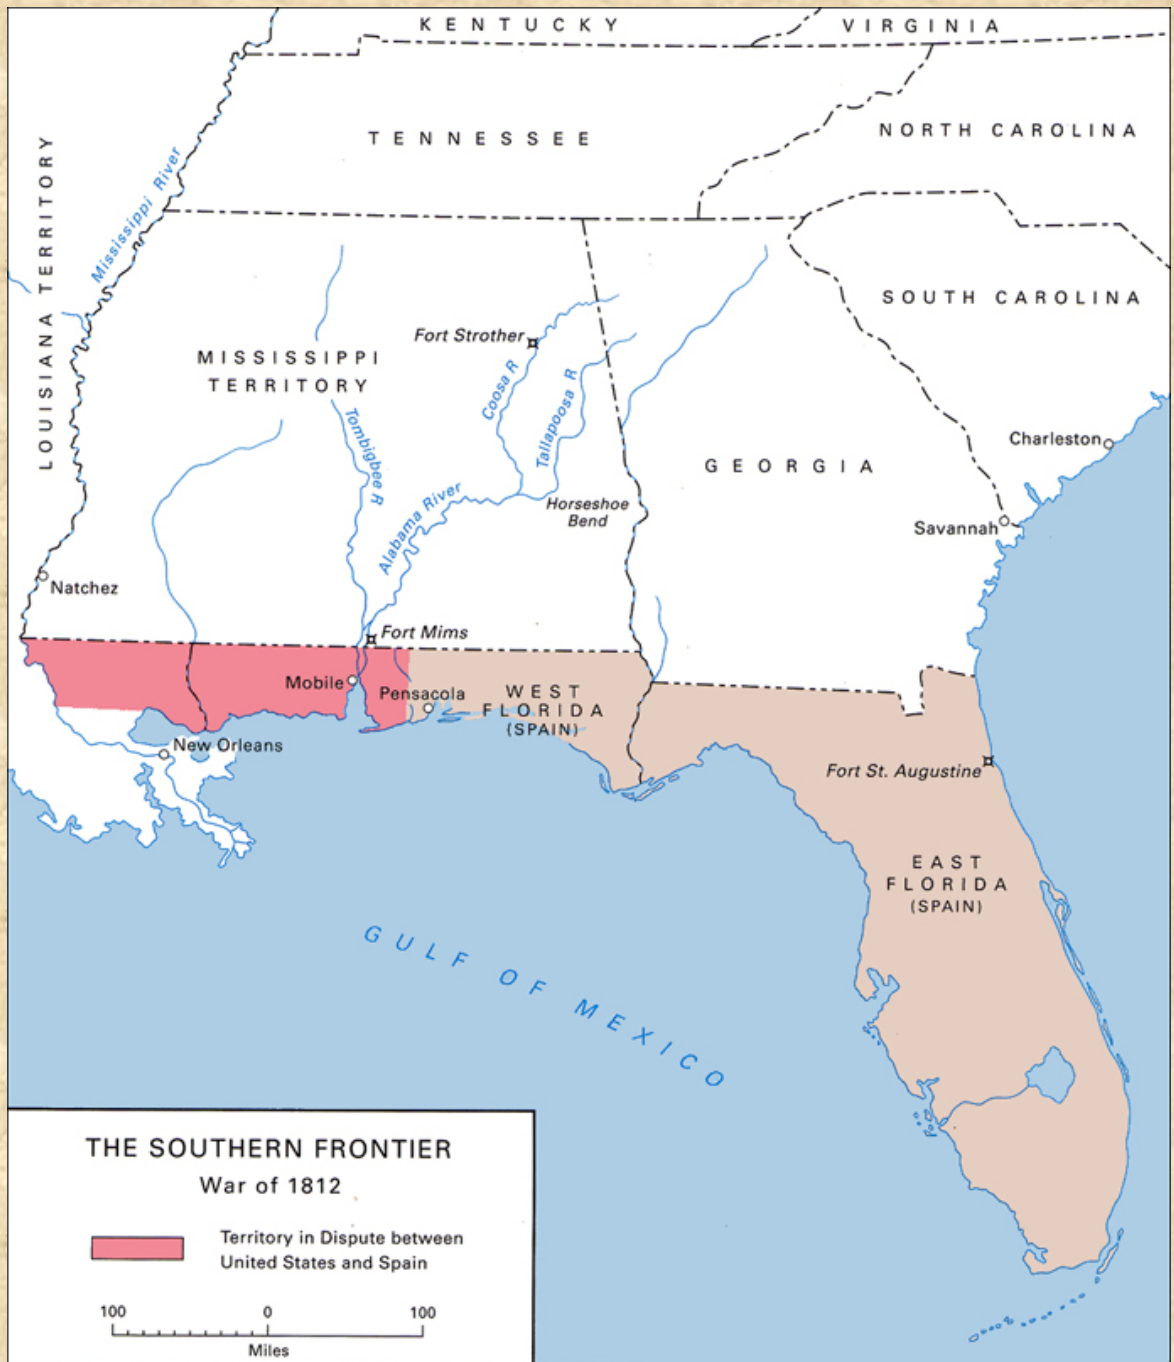 KENTUCKY
VIRGINIA
TENNESSEE
NORTH CAROLINA
LOUISIANA TERRITORY
Mississippi River
SOUTH CAROLINA
Fort Strother
MISSISSIPPI
TERRITORY
Coosa R
Tallapoosa R
Tombigbee R
Charleston
GEORGIA
Alabama River
Horseshoe
Bend
Savannah
Natchez
Fort Mims
Mobile
Pensacola
WEST
FLORIDA
(SPAIN)
New Orleans
Fort St. Augustine
EAST
FLORIDA
(SPAIN)
GULF OF MEXICO
THE SOUTHERN FRONTIER
War of 1812
Territory in Dispute between
United States and Spain
100 0 100
Miles